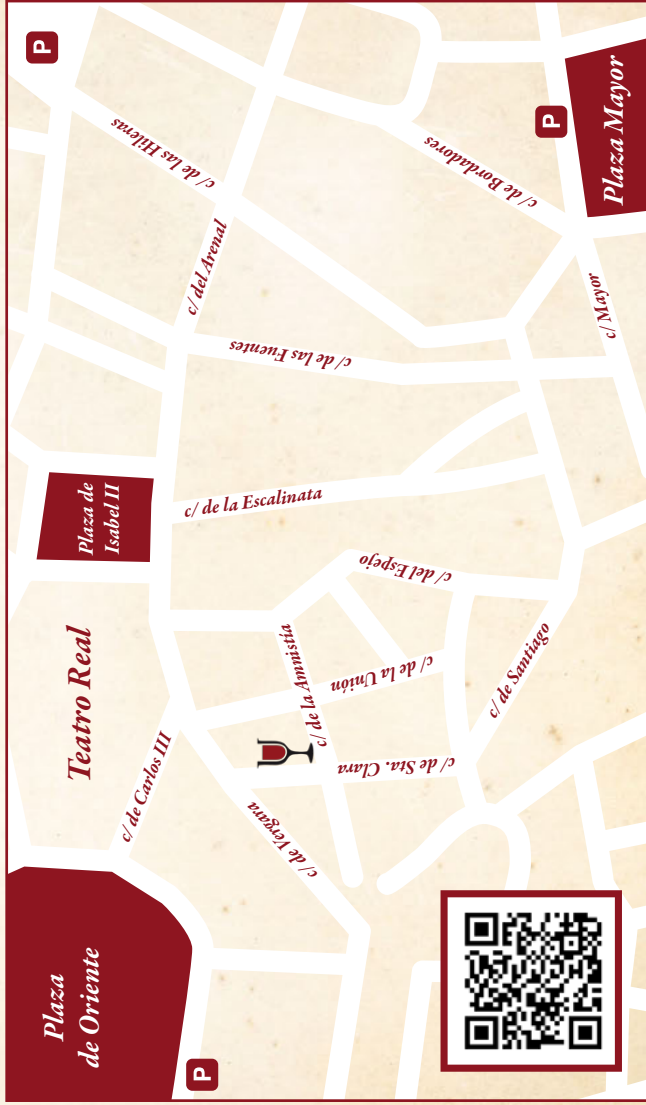 Plaza
de Oriente
P
Teatro Real
c/ de Carlos III
c/ de Vergara
Plaza de
Isabel II
c/ de la Amnistía
c/ de Sta. Clara
c/ de la Unión
c/ del Espejo
c/ de Santiago
c/ de la Escalinata
c/ de las Fuentes
c/ del Arenal
c/ de las Hileras
P
c/ de Bordadores
c/ Mayor
P
Plaza Mayor